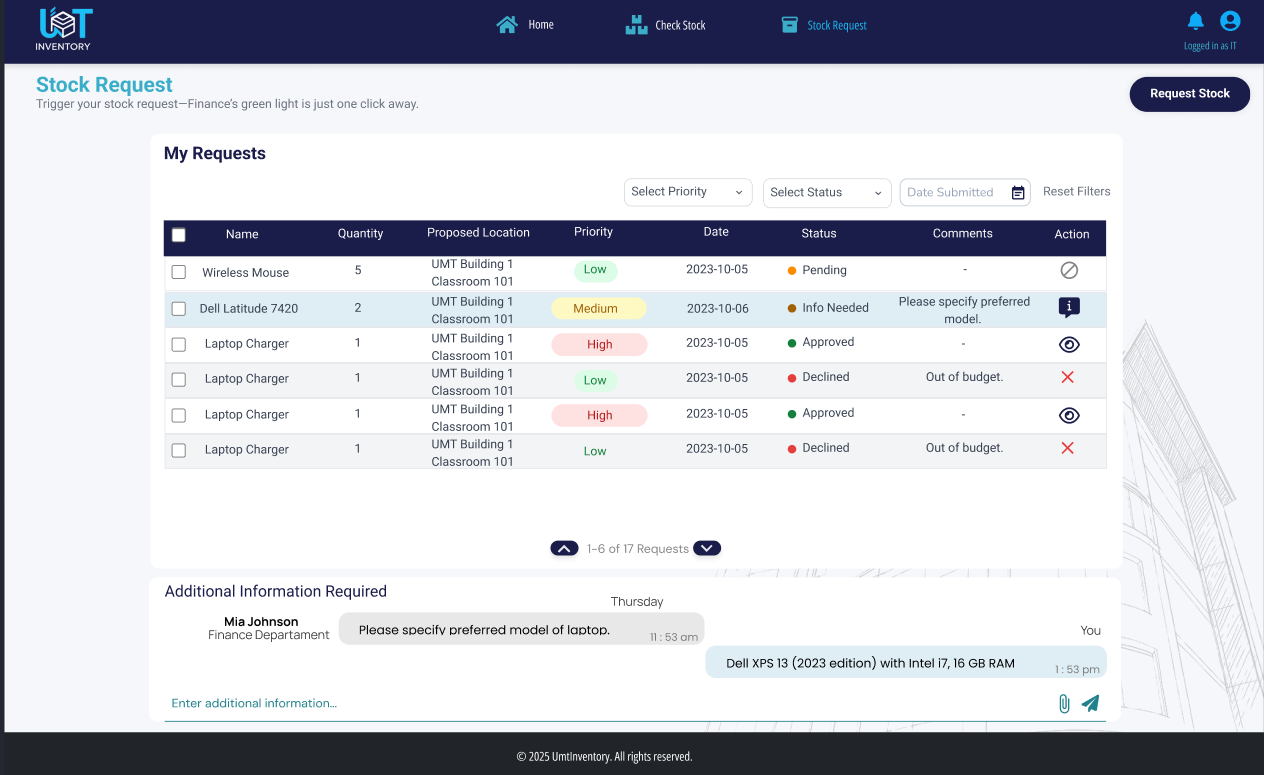 UMT
INVENTORY
Home
Check Stock
Stock Request
Logged in as IT
Stock Request
Trigger your stock request—Finance's green light is just one click away.
Request Stock
My Requests
Select Priority
Select Status
Date Submitted
Reset Filters
Name Quantity Proposed Location Priority Date Status Comments Action
Wireless Mouse 5 UMT Building 1 Classroom 101 Low 2023-10-05 Pending -
Dell Latitude 7420 2 UMT Building 1 Classroom 101 Medium 2023-10-06 Info Needed Please specify preferred model.
Laptop Charger 1 UMT Building 1 Classroom 101 High 2023-10-05 Approved -
Laptop Charger 1 UMT Building 1 Classroom 101 Low 2023-10-05 Declined Out of budget.
Laptop Charger 1 UMT Building 1 Classroom 101 High 2023-10-05 Approved -
Laptop Charger 1 UMT Building 1 Classroom 101 Low 2023-10-05 Declined Out of budget.
1-6 of 17 Requests
Additional Information Required
Thursday
Mia Johnson
Finance Departament
Please specify preferred model of laptop.
11 : 53 am
You
Dell XPS 13 (2023 edition) with Intel i7, 16 GB RAM
1 : 53 pm
Enter additional information...
© 2025 UmtInventory. All rights reserved.